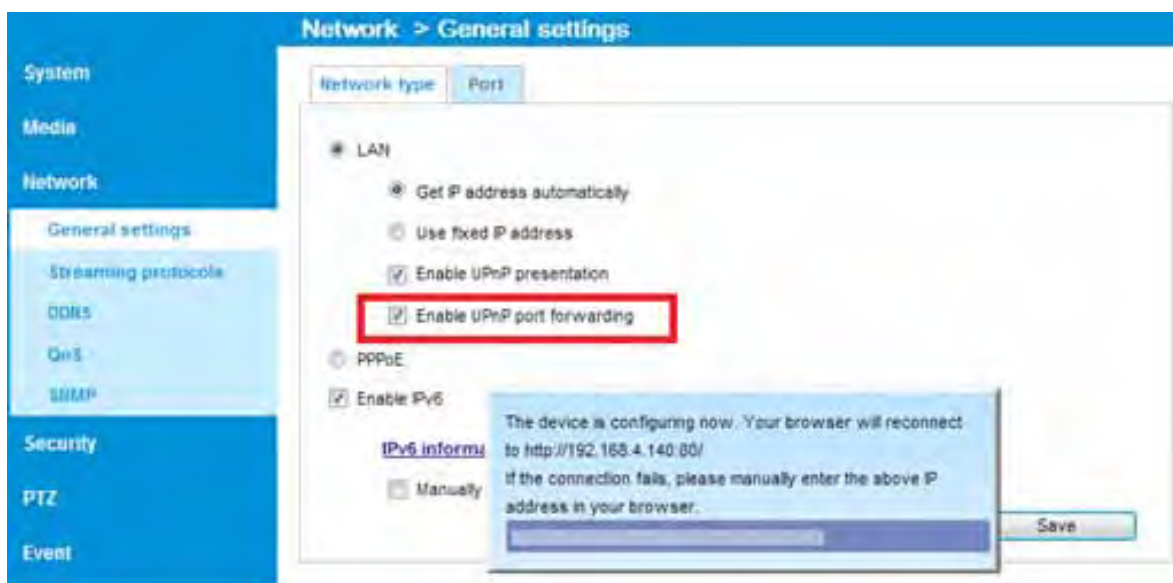 Network > General settings
System
Media
Network
General settings
Streaming protocols
DDNS
QoS
SNMP
Security
PTZ
Event
Network type
Port
LAN
Get IP address automatically
Use fixed IP address
Enable UPnP presentation
Enable UPnP port forwarding
PPPoE
Enable IPv6
IPv6 informa
Manually
The device is configuring now. Your browser will reconnect
to http://192.168.4.140:80/
If the connection fails, please manually enter the above IP
address in your browser.
Save